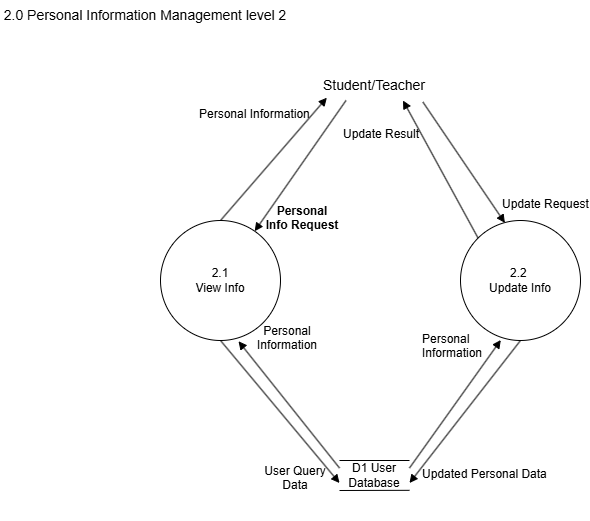 2.0 Personal Information Management level 2
Student/Teacher
Personal Information
Update Result
Update Request
Personal
Info Request
2.1
View Info
2.2
Update Info
Personal
Information
Personal
Information
User Query
Data
D1 User
Database
Updated Personal Data